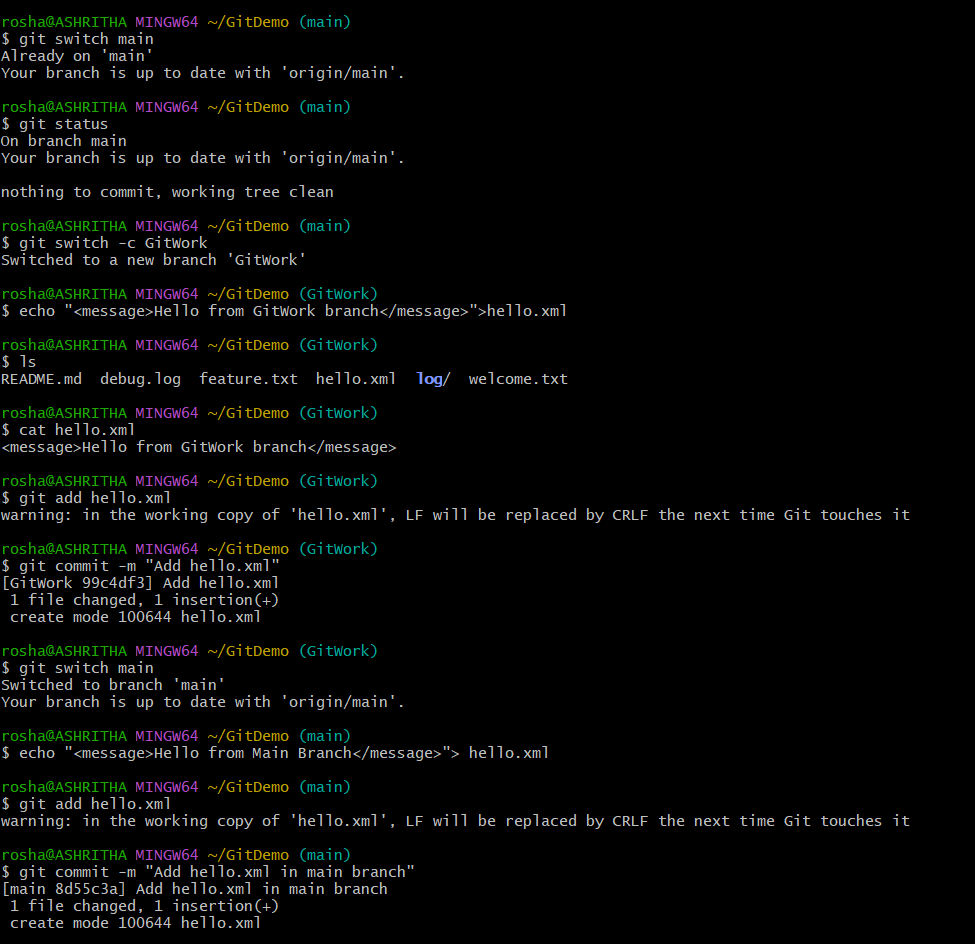 rosha@ASHRITHA MINGW64 ~/GitDemo (main)
$ git switch main
Already on 'main'
Your branch is up to date with 'origin/main'.
rosha@ASHRITHA MINGW64 ~/GitDemo (main)
$ git status
On branch main
Your branch is up to date with 'origin/main'.
nothing to commit, working tree clean
rosha@ASHRITHA MINGW64 ~/GitDemo (main)
$ git switch -c GitWork
Switched to a new branch 'GitWork'
rosha@ASHRITHA MINGW64 ~/GitDemo (GitWork)
$ echo "<message>Hello from GitWork branch</message>">hello.xml
rosha@ASHRITHA MINGW64 ~/GitDemo (GitWork)
$ ls
README.md  debug.log  feature.txt  hello.xml  log/  welcome.txt
rosha@ASHRITHA MINGW64 ~/GitDemo (GitWork)
$ cat hello.xml
<message>Hello from GitWork branch</message>
rosha@ASHRITHA MINGW64 ~/GitDemo (GitWork)
$ git add hello.xml
warning: in the working copy of 'hello.xml', LF will be replaced by CRLF the next time Git touches it
rosha@ASHRITHA MINGW64 ~/GitDemo (GitWork)
$ git commit -m "Add hello.xml"
[GitWork 99c4df3] Add hello.xml
 1 file changed, 1 insertion(+)
 create mode 100644 hello.xml
rosha@ASHRITHA MINGW64 ~/GitDemo (GitWork)
$ git switch main
Switched to branch 'main'
Your branch is up to date with 'origin/main'.
rosha@ASHRITHA MINGW64 ~/GitDemo (main)
$ echo "<message>Hello from Main Branch</message>"> hello.xml
rosha@ASHRITHA MINGW64 ~/GitDemo (main)
$ git add hello.xml
warning: in the working copy of 'hello.xml', LF will be replaced by CRLF the next time Git touches it
rosha@ASHRITHA MINGW64 ~/GitDemo (main)
$ git commit -m "Add hello.xml in main branch"
[main 8d55c3a] Add hello.xml in main branch
 1 file changed, 1 insertion(+)
 create mode 100644 hello.xml